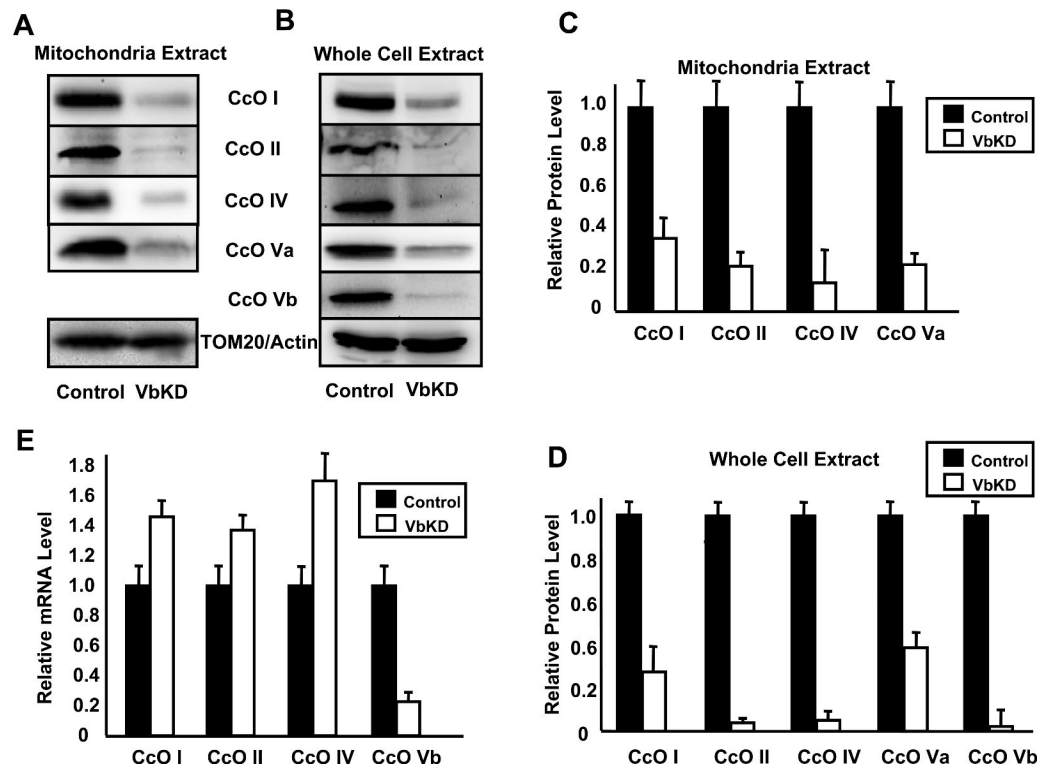 A
Mitochondria Extract
CcO I
CcO II
CcO IV
CcO Va
CcO Vb
TOM20/Actin
Control VbKD
B
Whole Cell Extract
Control VbKD
C
Mitochondria Extract
Relative Protein Level
1.0
0.6
0.4
0.2
0
CcO I CcO II CcO IV CcO Va
Control
VbKD
E
Relative mRNA Level
1.8
1.6
1.4
1.2
1.0
0.8
0.6
0.4
0.2
0
CcO I CcO II CcO IV CcO Vb
Control
VbKD
D
Whole Cell Extract
Relative Protein Level
1.0
0.8
0.6
0.6
0.2
0
CcO I CcO II CcO IV CcO Va CcO Vb
Control
VbKD